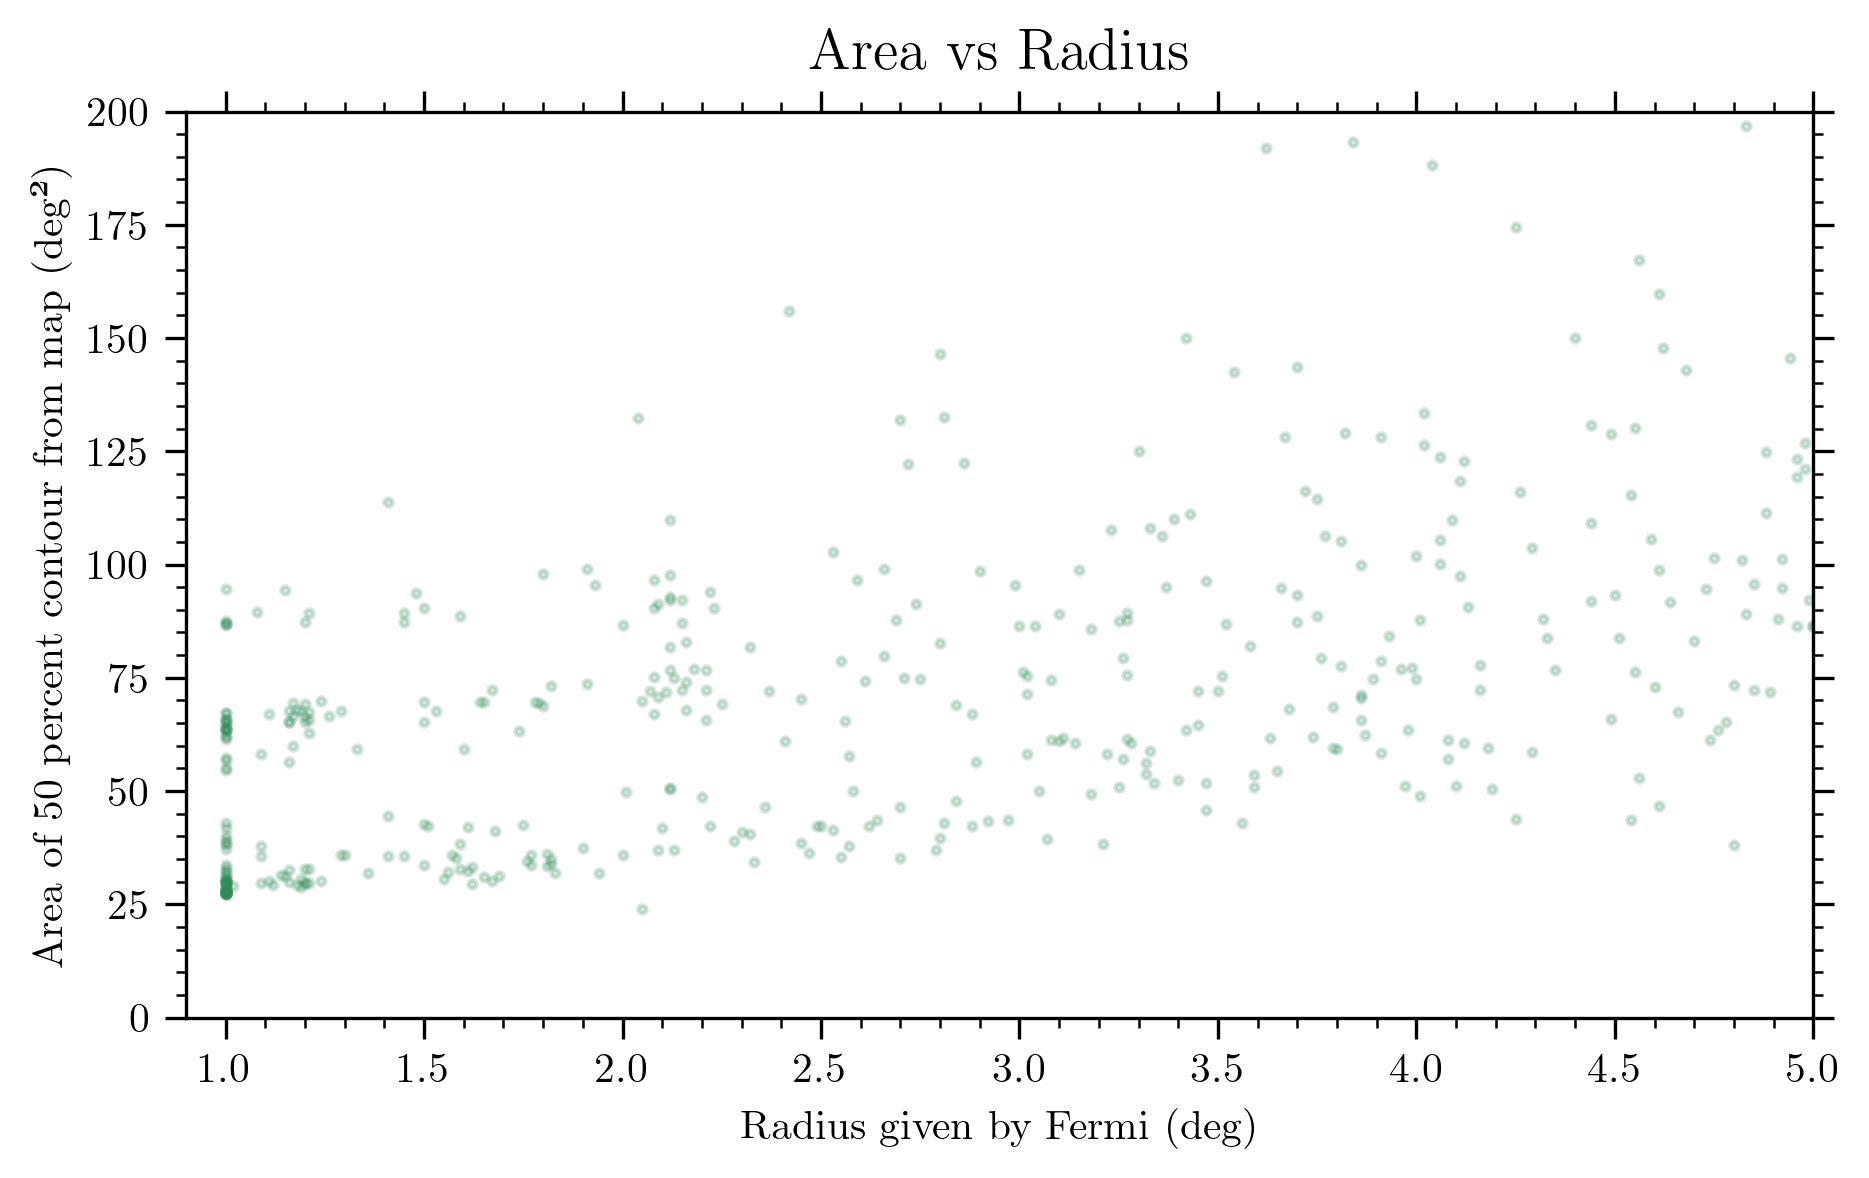 Area vs Radius
200
175
150
125
100
75
50
25
0
Area of 50 percent contour from map (deg²)
1.0 1.5 2.0 2.5 3.0 3.5 4.0 4.5 5.0
Radius given by Fermi (deg)